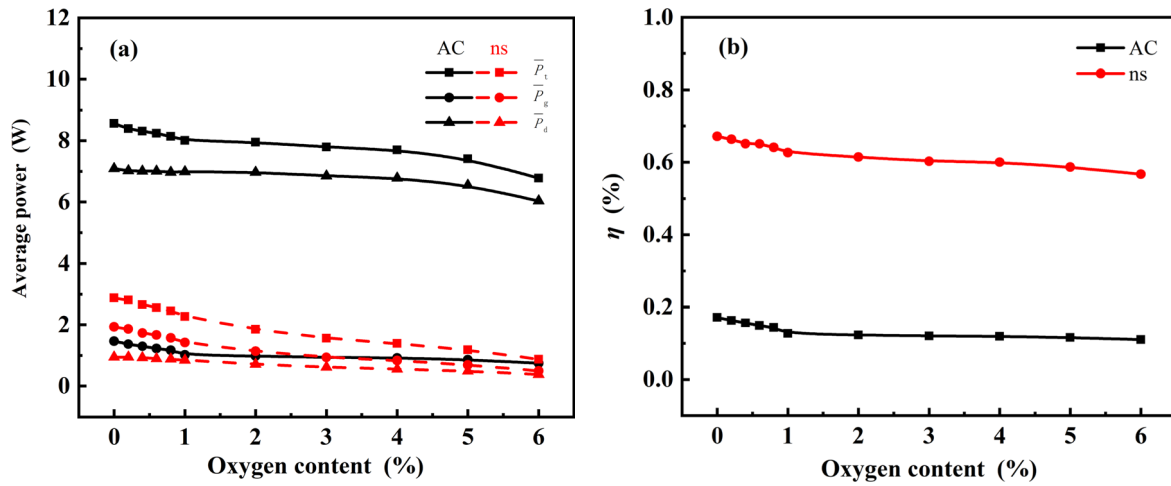 (a)
AC ns
P̅t
P̅g
P̅d
12
10
8
6
4
2
0
Average power (W)
0 1 2 3 4 5 6
Oxygen content (%)
(b)
AC
ns
1.0
0.8
0.6
0.4
0.2
0.0
η (%)
0 1 2 3 4 5 6
Oxygen content (%)